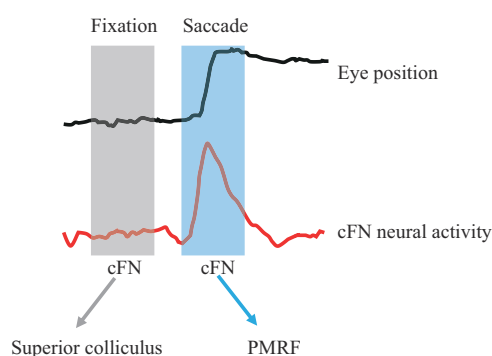 Fixation Saccade
Eye position
cFN neural activity
cFN cFN
Superior colliculus PMRF